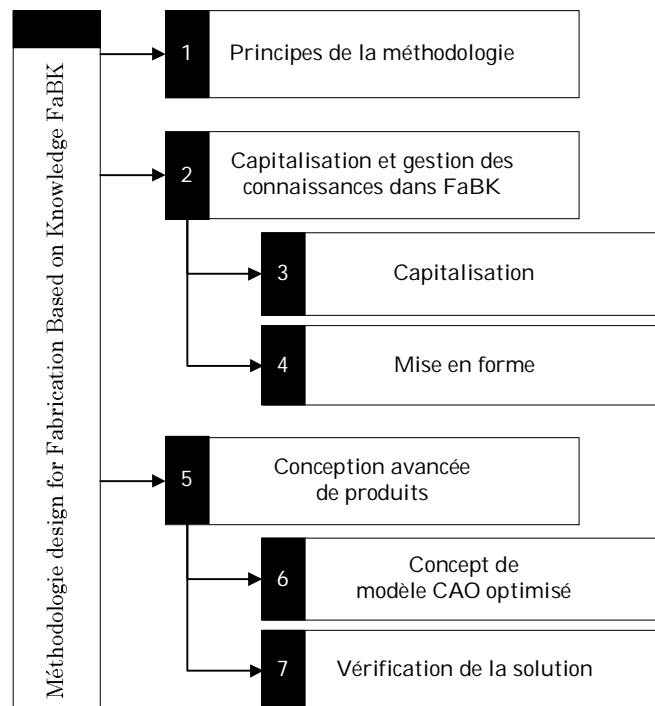 Méthodologie design for Fabrication Based on Knowledge FaBK
1 Principes de la méthodologie
2 Capitalisation et gestion des
connaissances dans FaBK
3 Capitalisation
4 Mise en forme
5 Conception avancée
de produits
6 Concept de
modèle CAO optimisé
7 Vérification de la solution